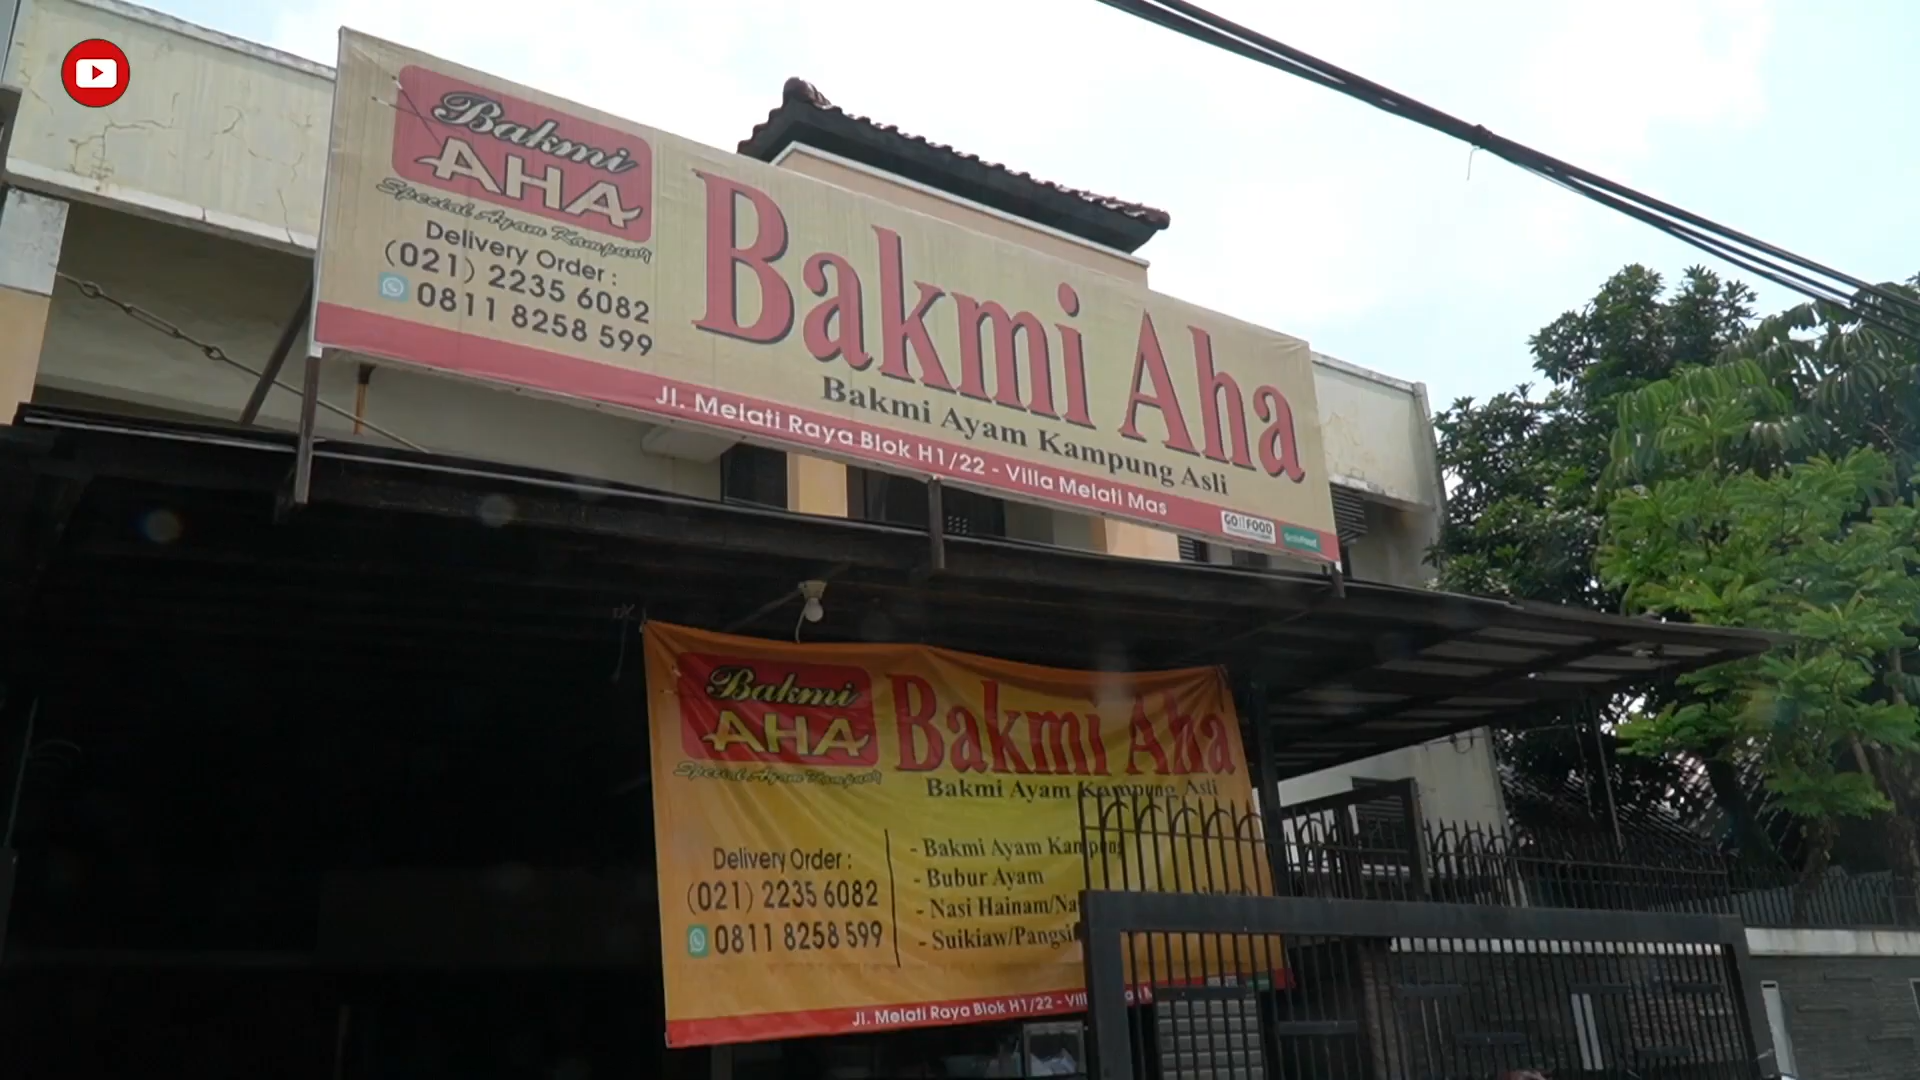 Bakmi
AHA
Special Ayam Kampung
Delivery Order :
(021) 2235 6082
0811 8258 599
Bakmi Aha
Bakmi Ayam Kampung Asli
Jl. Melati Raya Blok H1/22 - Villa Melati Mas
GOFOOD
GrabFood
Bakmi
AHA
Special Ayam Kampung
Bakmi Aha
Bakmi Ayam Kampung Asli
Delivery Order :
(021) 2235 6082
0811 8258 599
- Bakmi Ayam Kampung
- Bubur Ayam
- Nasi Hainam/
- Suikiaw/
Jl. Melati Raya Blok H1/22 -